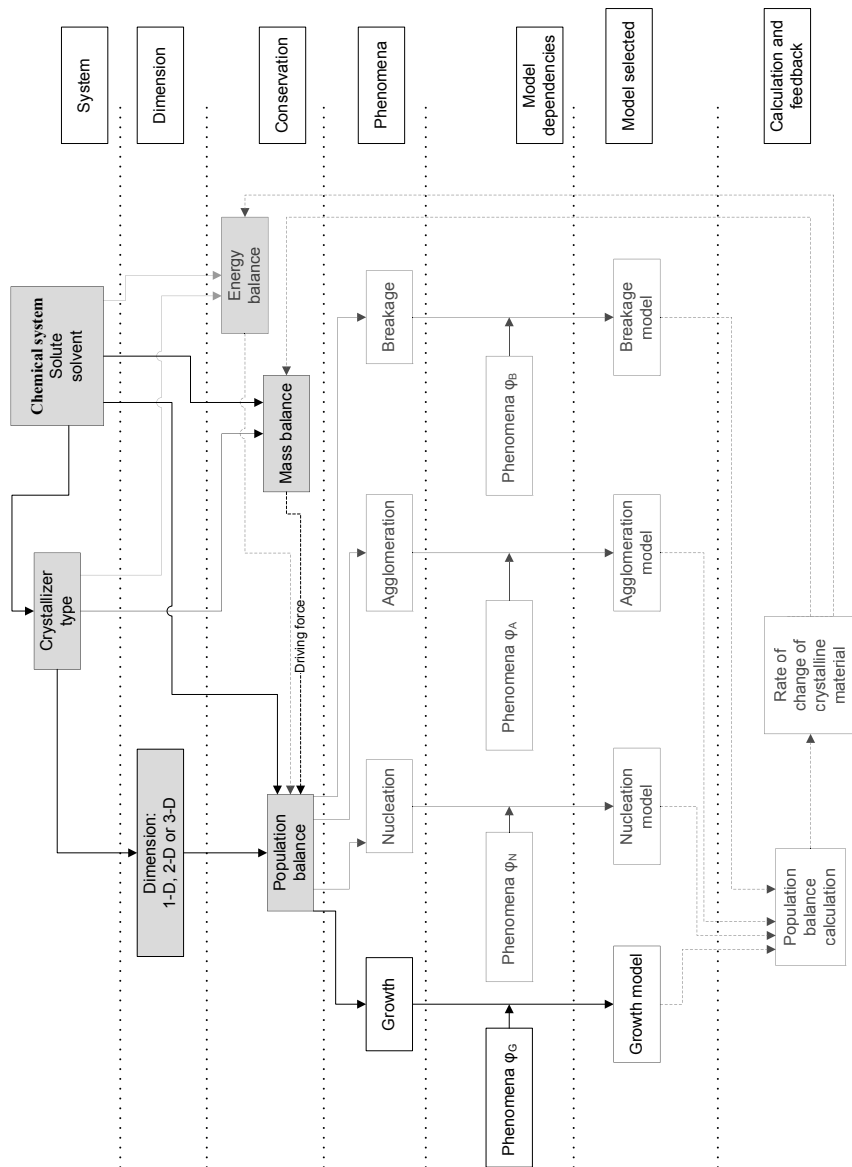 System
Dimension
Conservation
Phenomena
Model
dependencies
Model selected
Calculation and
feedback
Chemical system
Solute
solvent
Crystallizer
type
Dimension:
1-D, 2-D or 3-D
Energy
balance
Mass balance
Driving force
Population
balance
Breakage
Agglomeration
Nucleation
Growth
Phenomena φB
Phenomena φA
Phenomena φN
Phenomena φG
Breakage
model
Agglomeration
model
Nucleation
model
Growth model
Rate of
change of
crystalline
material
Population
balance
calculation